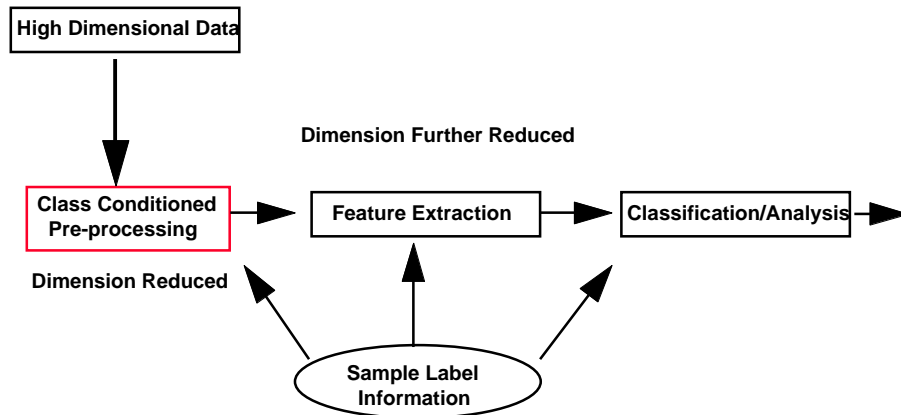 High Dimensional Data
Dimension Further Reduced
Class Conditioned
Pre-processing
Feature Extraction
Classification/Analysis
Dimension Reduced
Sample Label
Information